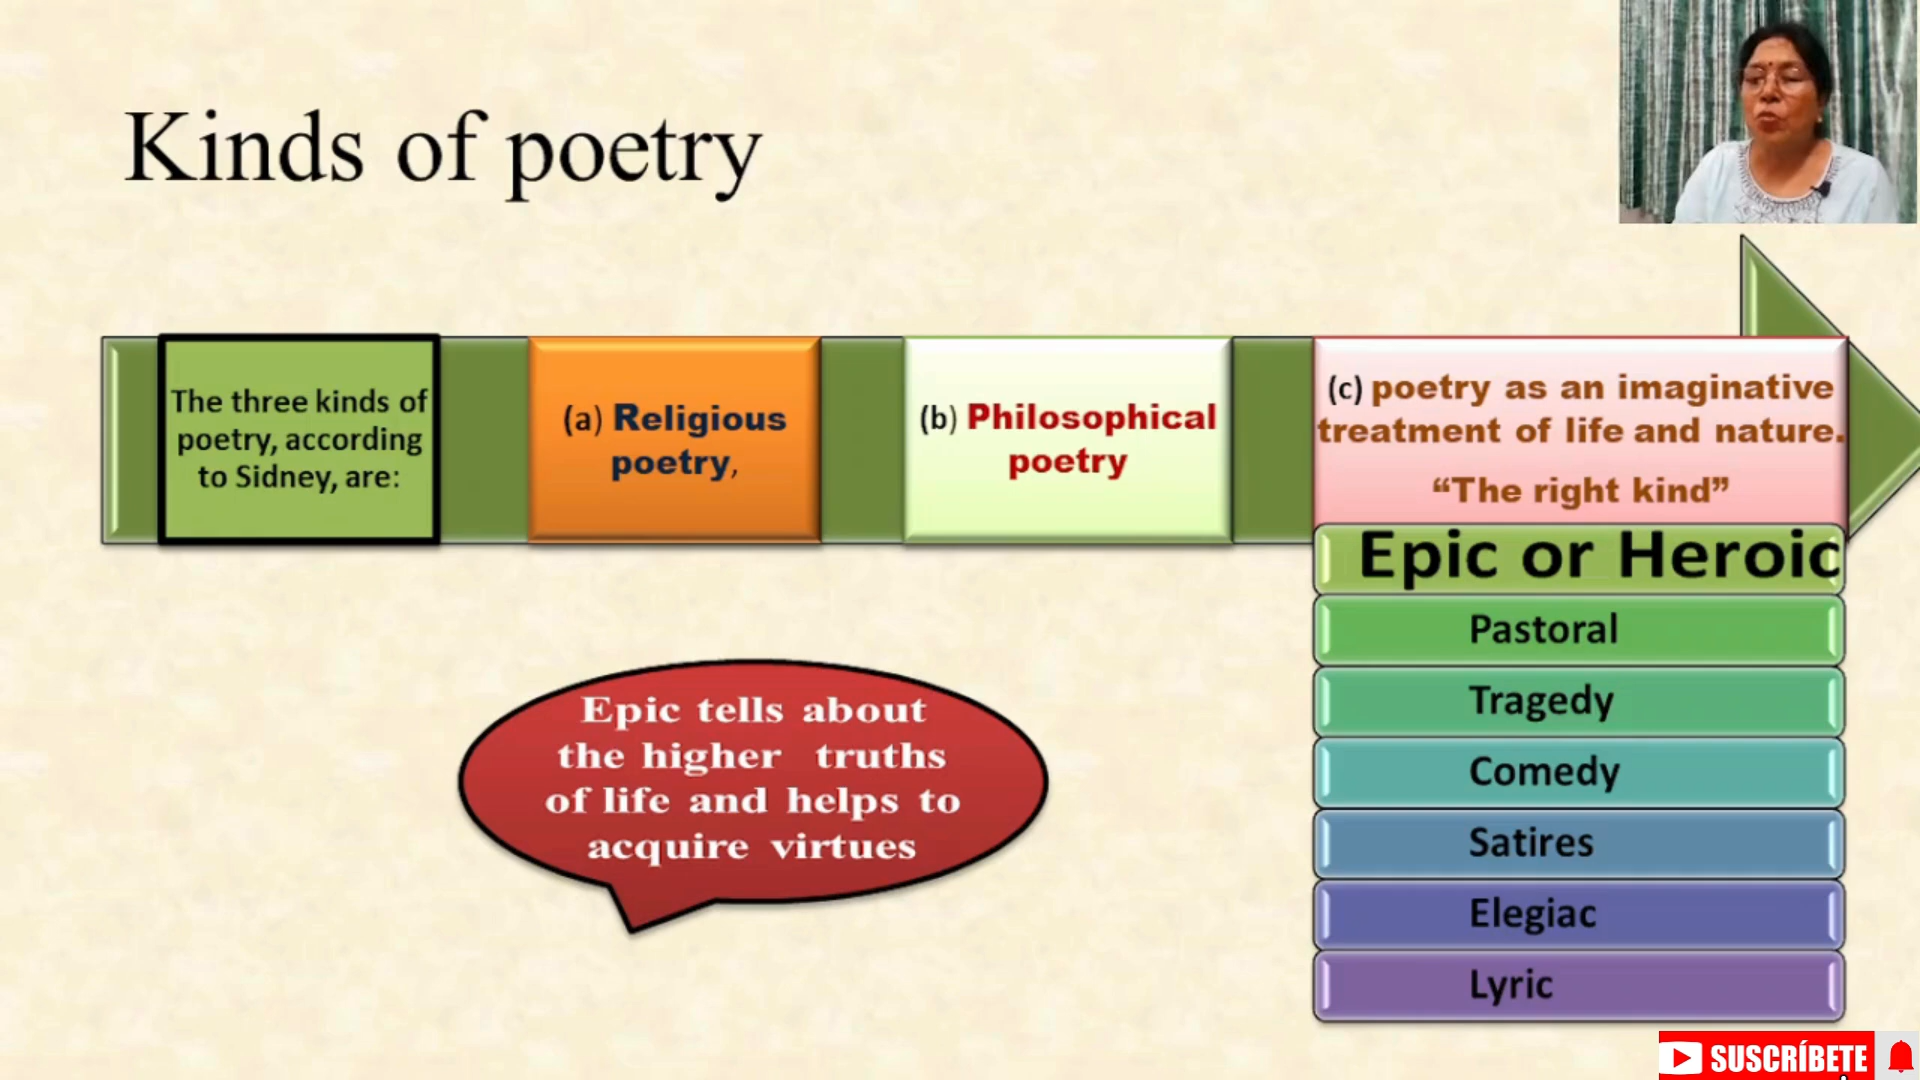 Kinds of poetry
The three kinds of
poetry, according
to Sidney, are:
(a) Religious
poetry,
(b) Philosophical
poetry
(c) poetry as an imaginative
treatment of life and nature.
“The right kind”
Epic or Heroic
Pastoral
Tragedy
Comedy
Satires
Elegiac
Lyric
Epic tells about
the higher truths
of life and helps to
acquire virtues
SUSCRÍBETE